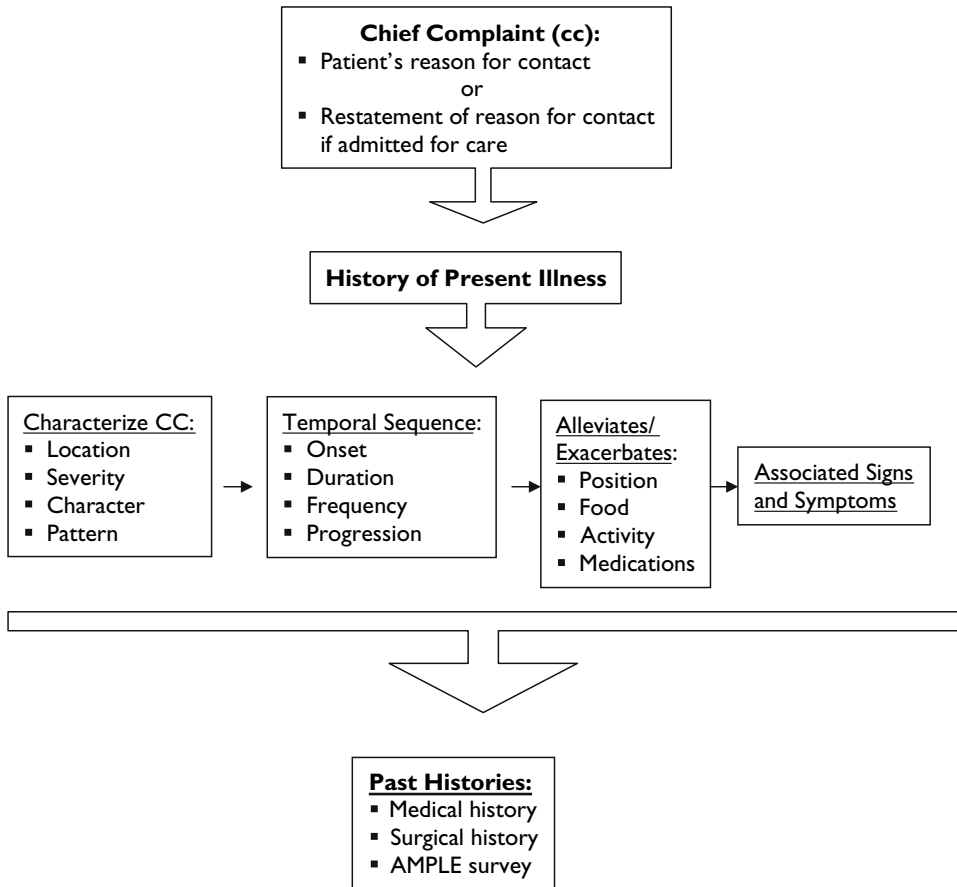 Chief Complaint (cc):
▪ Patient's reason for contact
or
▪ Restatement of reason for contact
if admitted for care
History of Present Illness
Characterize CC:
▪ Location
▪ Severity
▪ Character
▪ Pattern
Temporal Sequence:
▪ Onset
▪ Duration
▪ Frequency
▪ Progression
Alleviates/
Exacerbates:
▪ Position
▪ Food
▪ Activity
▪ Medications
Associated Signs
and Symptoms
Past Histories:
▪ Medical history
▪ Surgical history
▪ AMPLE survey